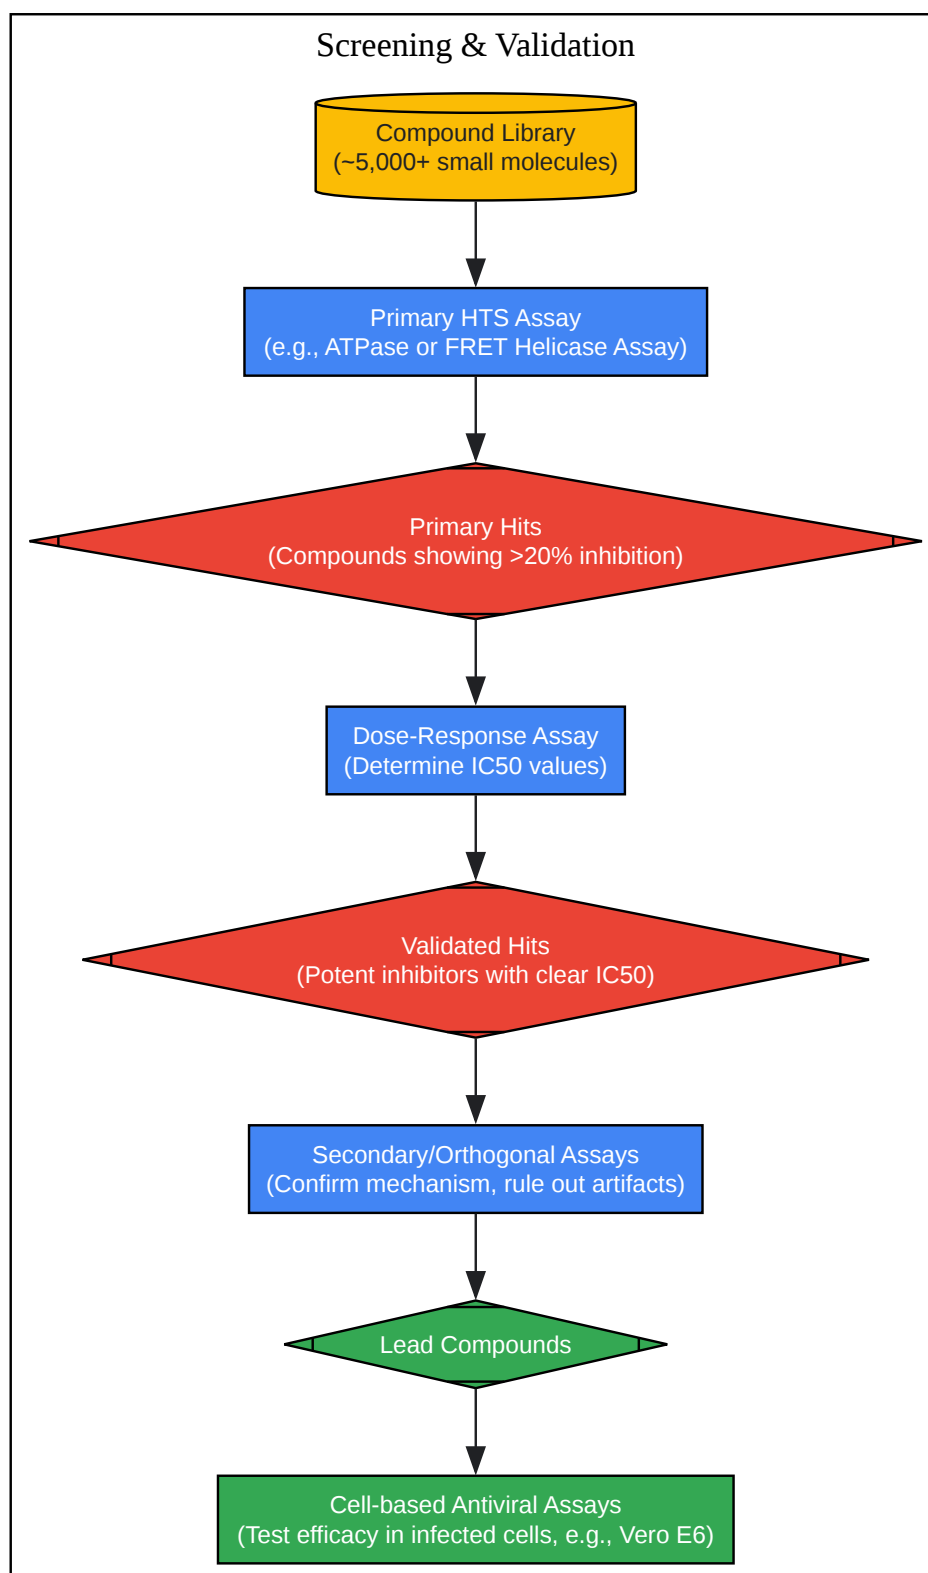 Screening & Validation
Compound Library
(~5,000+ small molecules)
Primary HTS Assay
(e.g., ATPase or FRET Helicase Assay)
Primary Hits
(Compounds showing >20% inhibition)
Dose-Response Assay
(Determine IC50 values)
Validated Hits
(Potent inhibitors with clear IC50)
Secondary/Orthogonal Assays
(Confirm mechanism, rule out artifacts)
Lead Compounds
Cell-based Antiviral Assays
(Test efficacy in infected cells, e.g., Vero E6)